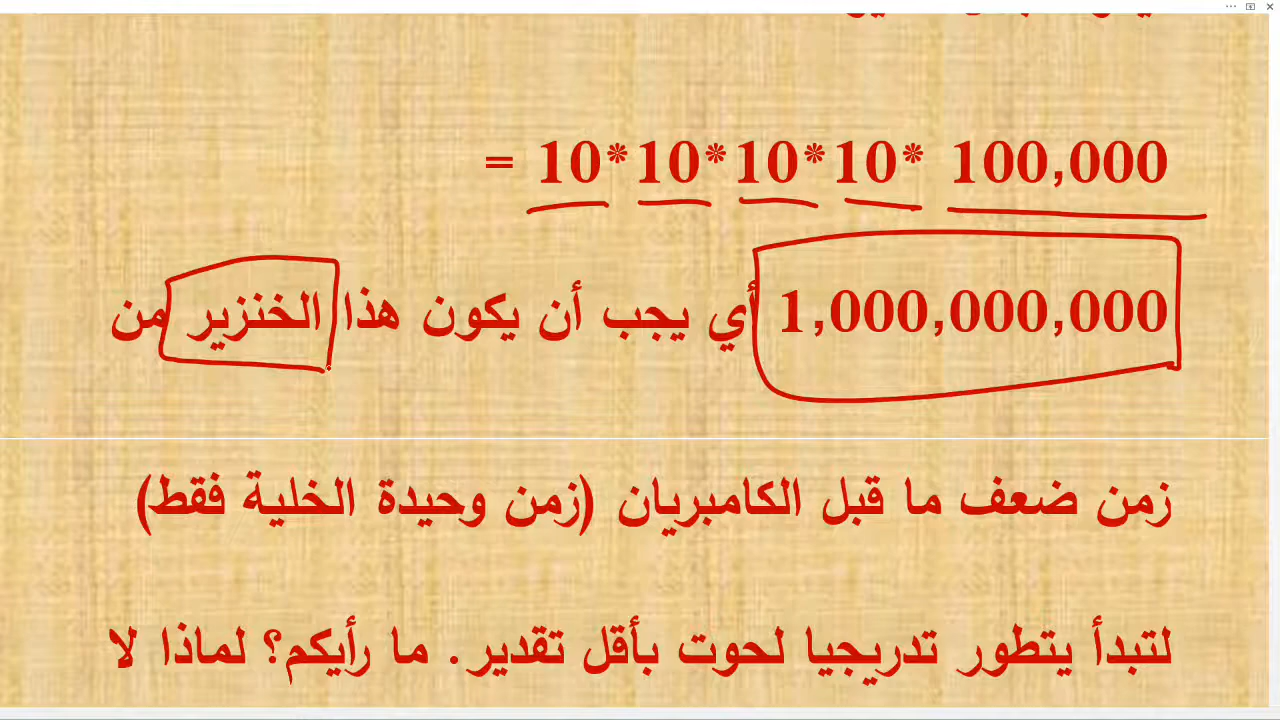 100,000 *10*10*10*10 =
1,000,000,000 أي يجب أن يكون هذا الخنزير من
زمن ضعف ما قبل الكامبريان (زمن وحيدة الخلية فقط)
لتبدأ يتطور تدريجيا لحوت بأقل تقدير. ما رأيكم؟ لماذا لا